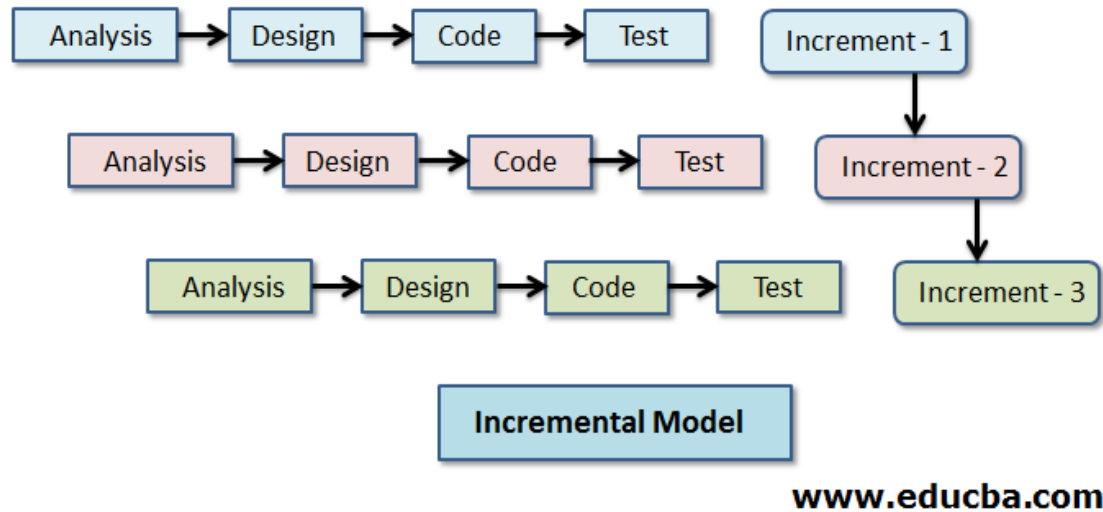 Analysis Design Code Test Increment - 1
Analysis Design Code Test Increment - 2
Analysis Design Code Test Increment - 3
Incremental Model
www.educba.com